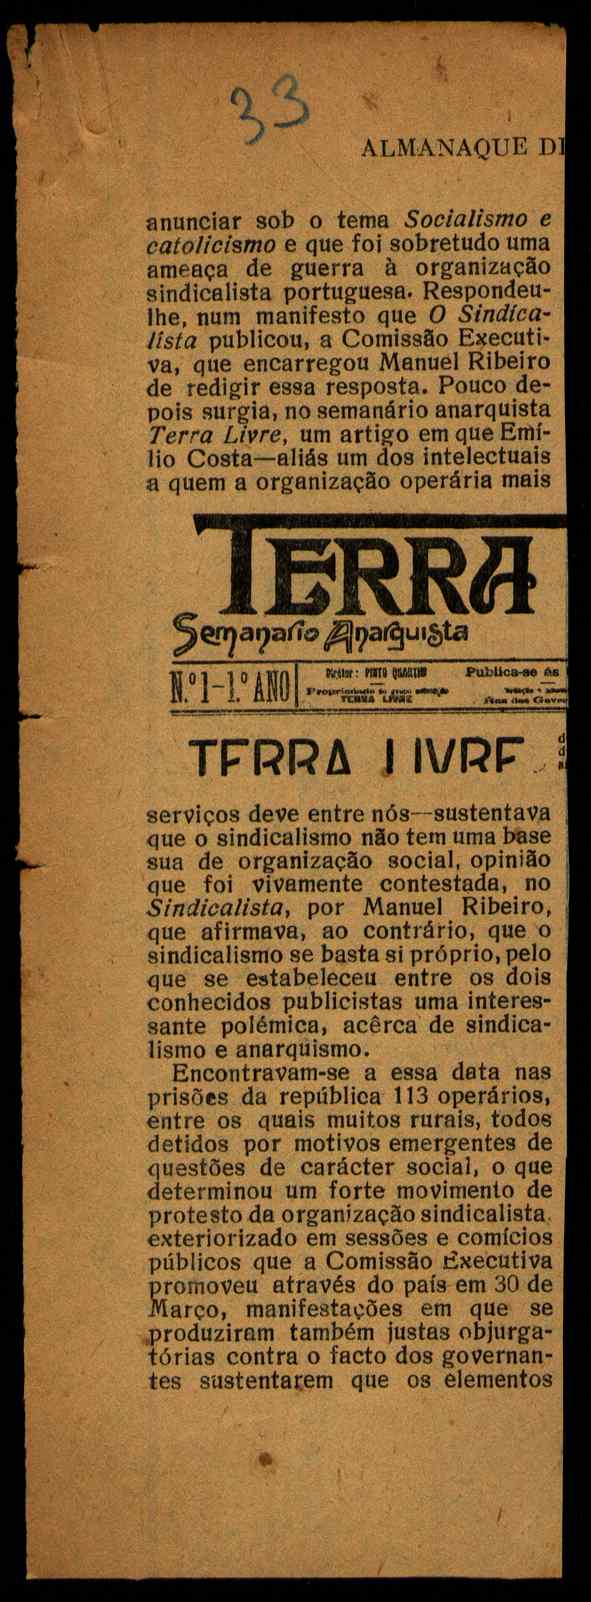 33
ALMANAQUE D
anunciar sob o tema Socialismo e
catolicismo e que foi sobretudo uma
ameaça de guerra à organização
sindicalista portuguesa. Respondeu-
lhe, num manifesto que O Sindica-
lista publicou, a Comissão Executi-
va, que encarregou Manuel Ribeiro
de redigir essa resposta. Pouco de-
pois surgia, no semanário anarquista
Terra Livre, um artigo em que Emí-
lio Costa—aliás um dos intelectuais
a quem a organização operária mais
TERRA
Semanario Anarquista
N.º 1-1.º ANO
Diretor: PINTO QUARTIM
Propriedade do grupo
TERRA LIVRE
Publica-se ás
Rua das
TERRA LIVRE
serviços deve entre nós—sustentava
que o sindicalismo não tem uma base
sua de organização social, opinião
que foi vivamente contestada, no
Sindicalista, por Manuel Ribeiro,
que afirmava, ao contrário, que o
sindicalismo se basta si próprio, pelo
que se estabeleceu entre os dois
conhecidos publicistas uma interes-
sante polémica, acêrca de sindica-
lismo e anarquismo.
Encontravam-se a essa data nas
prisões da república 113 operários,
entre os quais muitos rurais, todos
detidos por motivos emergentes de
questões de carácter social, o que
determinou um forte movimento de
protesto da organização sindicalista.
exteriorizado em sessões e comícios
públicos que a Comissão Executiva
promoveu através do país em 30 de
Março, manifestações em que se
produziram também justas objurga-
tórias contra o facto dos governan-
tes sustentarem que os elementos